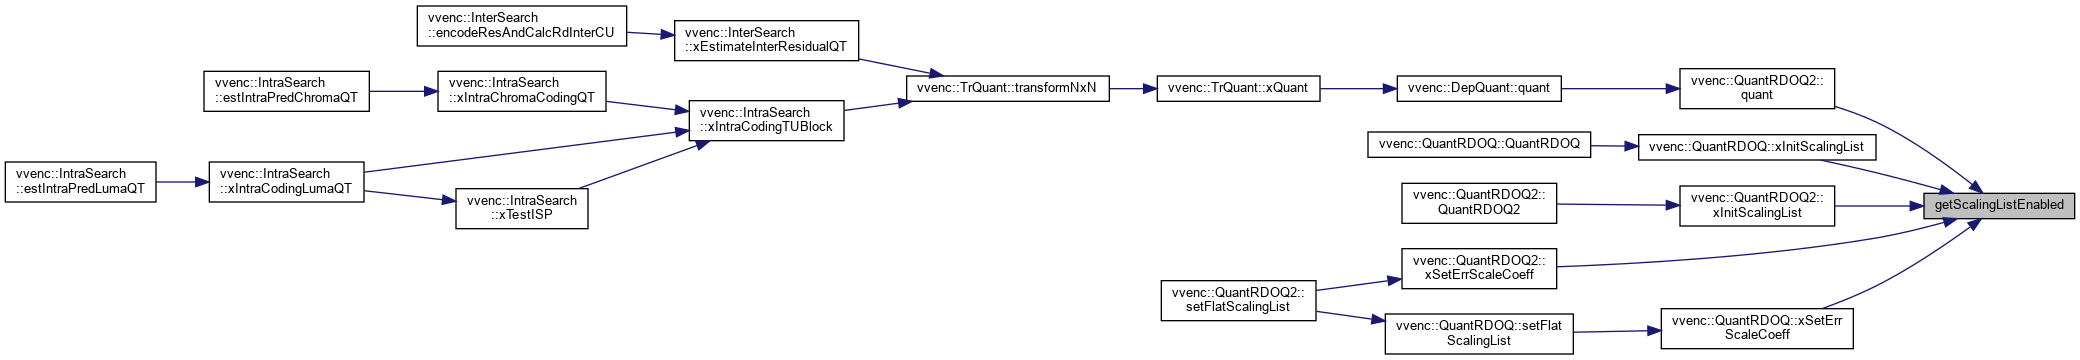 vvenc::InterSearch
::encodeResAndCalcRdInterCU
vvenc::InterSearch
::xEstimateInterResidualQT
vvenc::IntraSearch
::estIntraPredChromaQT
vvenc::IntraSearch
::xIntraChromaCodingQT
vvenc::TrQuant::transformNxN
vvenc::TrQuant::xQuant
vvenc::DepQuant::quant
vvenc::QuantRDOQ2::
quant
vvenc::IntraSearch
::xIntraCodingTUBlock
vvenc::QuantRDOQ::QuantRDOQ
vvenc::QuantRDOQ::xInitScalingList
vvenc::IntraSearch
::estIntraPredLumaQT
vvenc::IntraSearch
::xIntraCodingLumaQT
vvenc::IntraSearch
::xTestISP
vvenc::QuantRDOQ2::
QuantRDOQ2
vvenc::QuantRDOQ2::
xInitScalingList
getScalingListEnabled
vvenc::QuantRDOQ2::
xSetErrScaleCoeff
vvenc::QuantRDOQ2::
setFlatScalingList
vvenc::QuantRDOQ::setFlat
ScalingList
vvenc::QuantRDOQ::xSetErr
ScaleCoeff